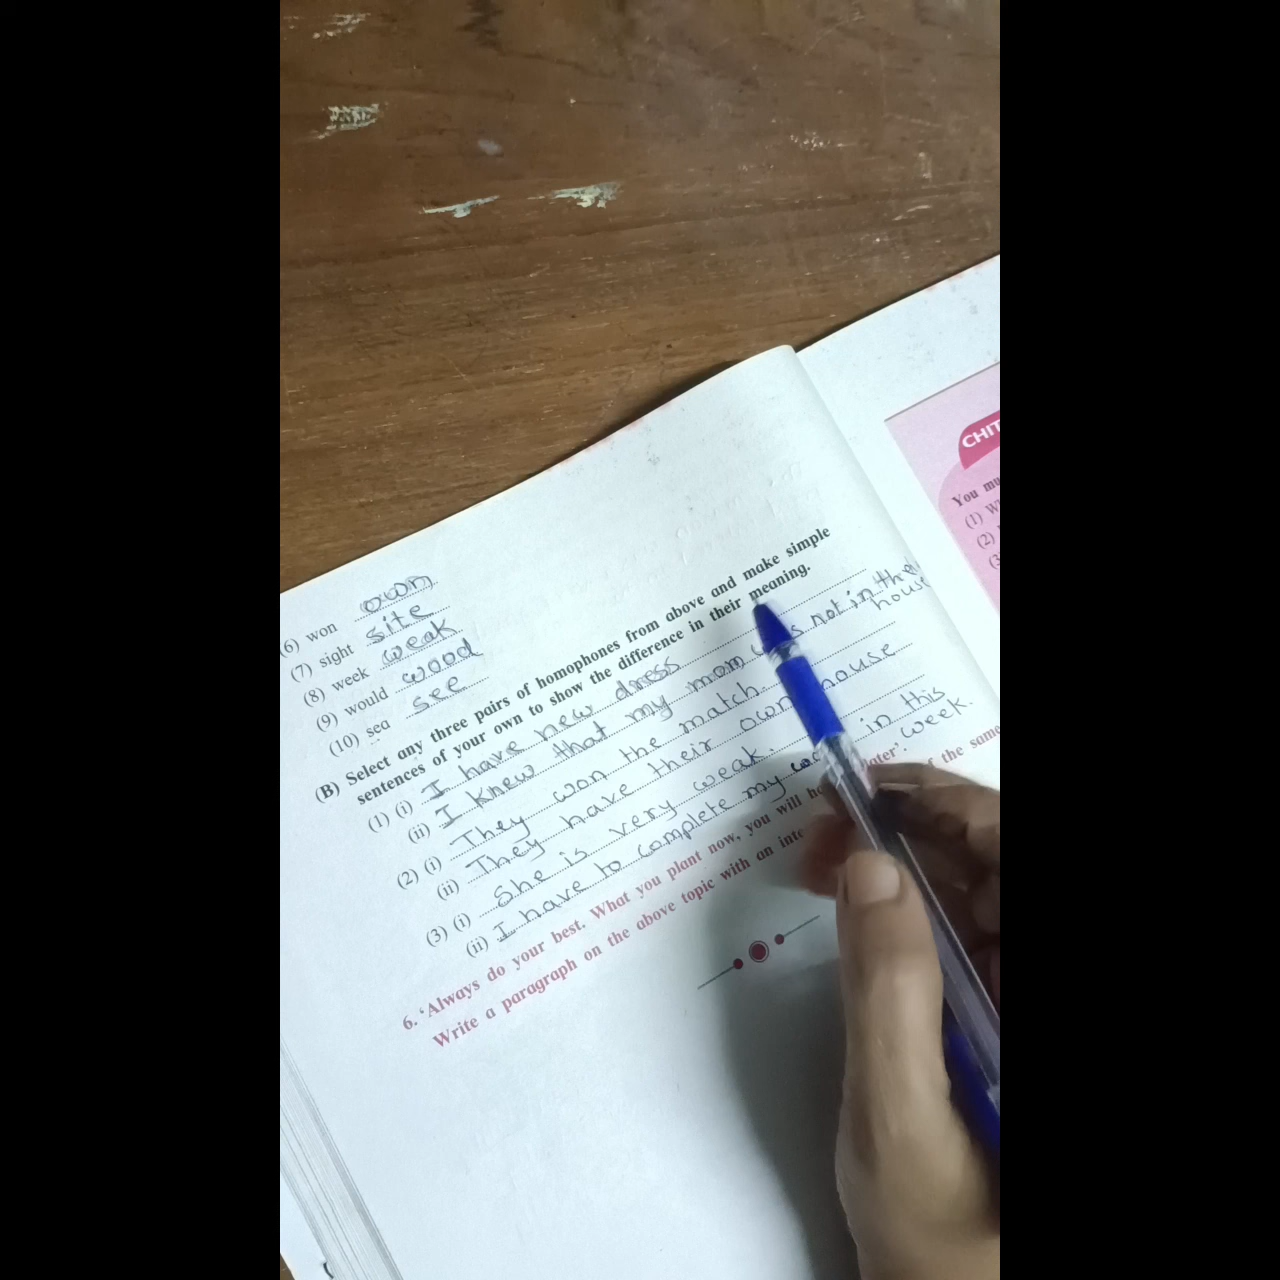 (6) won own
(7) sight site
(8) week weak
(9) would wood
(10) sea see
(B) Select any three pairs of homophones from above and make simple
sentences of your own to show the difference in their meaning.
(1) (i) I have new dress
(ii) I knew that my mom not in the
house
(2) (i) They won the match.
(ii) They have their own house
(3) (i) She is very weak.
(ii) I have to complete my in this
week.
6. 'Always do your best. What you plant now, you will later'.
Write a paragraph on the above topic with an of the same
CHIT
You mu
(1) W
(2)
(3